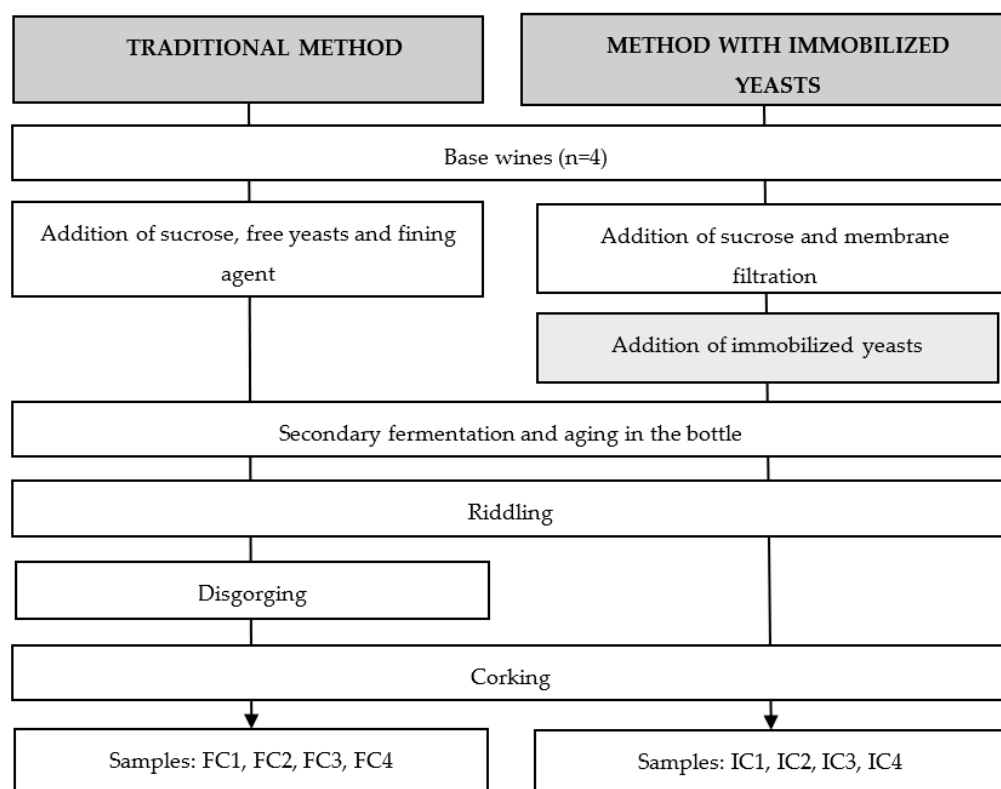 TRADITIONAL METHOD
METHOD WITH IMMOBILIZED
YEASTS
Base wines (n=4)
Addition of sucrose, free yeasts and fining
agent
Addition of sucrose and membrane
filtration
Addition of immobilized yeasts
Secondary fermentation and aging in the bottle
Riddling
Disgorging
Corking
Samples: FC1, FC2, FC3, FC4
Samples: IC1, IC2, IC3, IC4